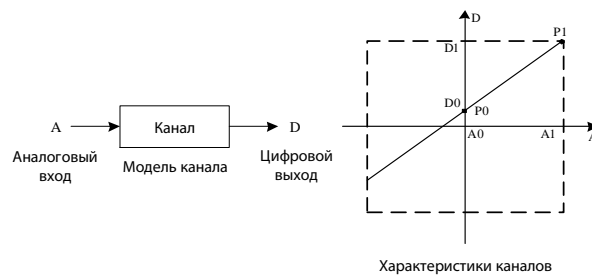 A
Аналоговый
вход
Канал
Модель канала
D
Цифровой
выход
D
D1
P1
D0
P0
A0
A1
A
Характеристики каналов